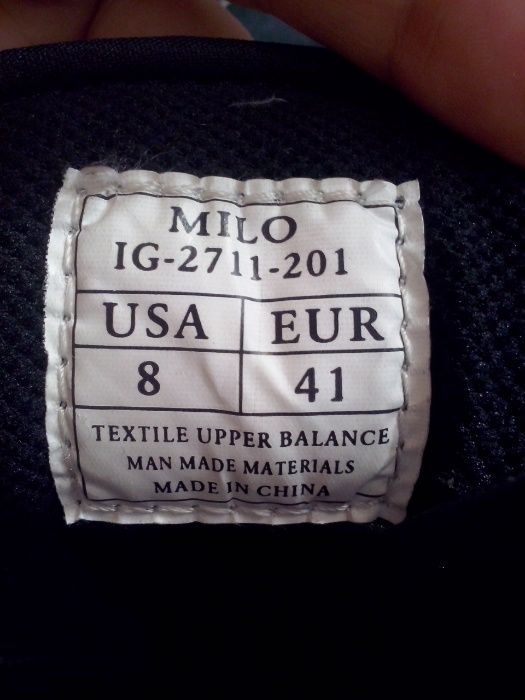 MILO
IG-2711-201
USA EUR
8 41
TEXTILE UPPER BALANCE
MAN MADE MATERIALS
MADE IN CHINA